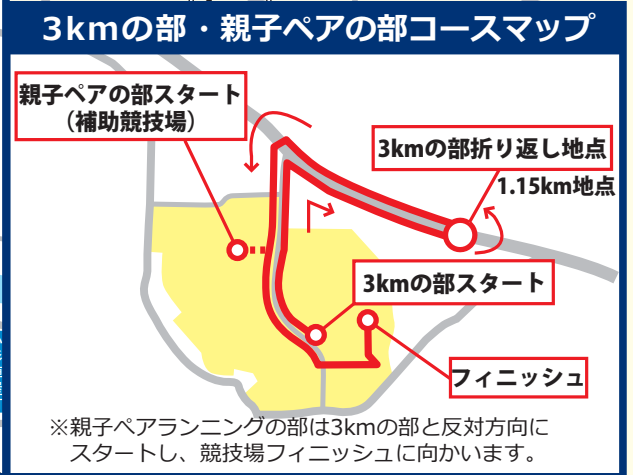 3kmの部・親子ペアの部コースマップ
親子ペアの部スタート
（補助競技場）
3kmの部折り返し地点
1.15km地点
3kmの部スタート
フィニッシュ
※親子ペアランニングの部は3kmの部と反対方向に
スタートし、競技場フィニッシュに向かいます。